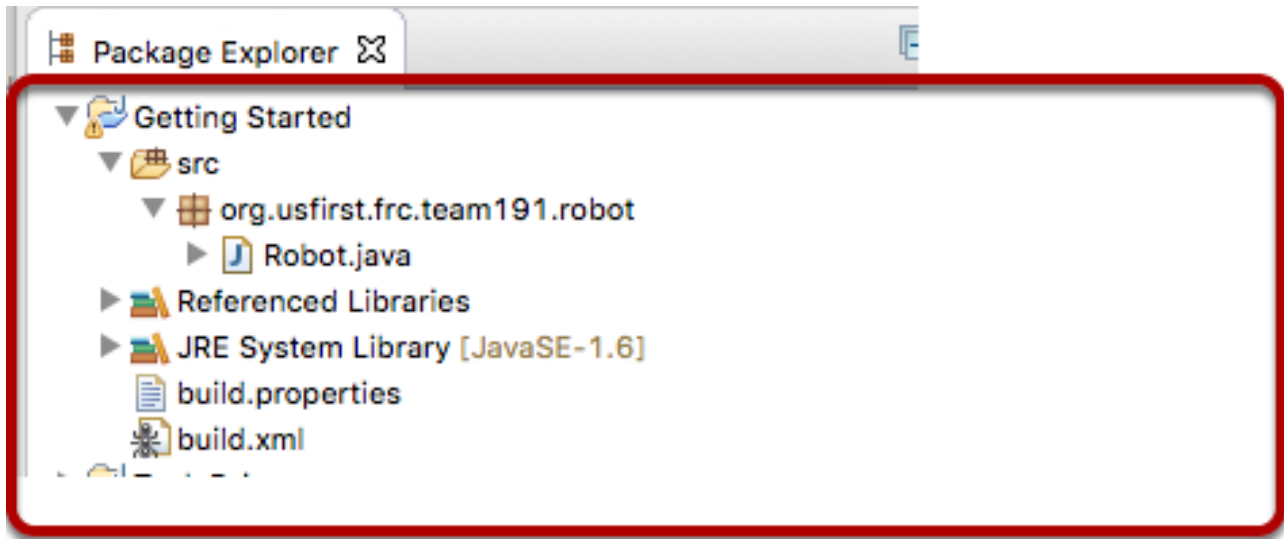 Package Explorer
Getting Started
src
org.usfirst.frc.team191.robot
Robot.java
Referenced Libraries
JRE System Library [JavaSE-1.6]
build.properties
build.xml